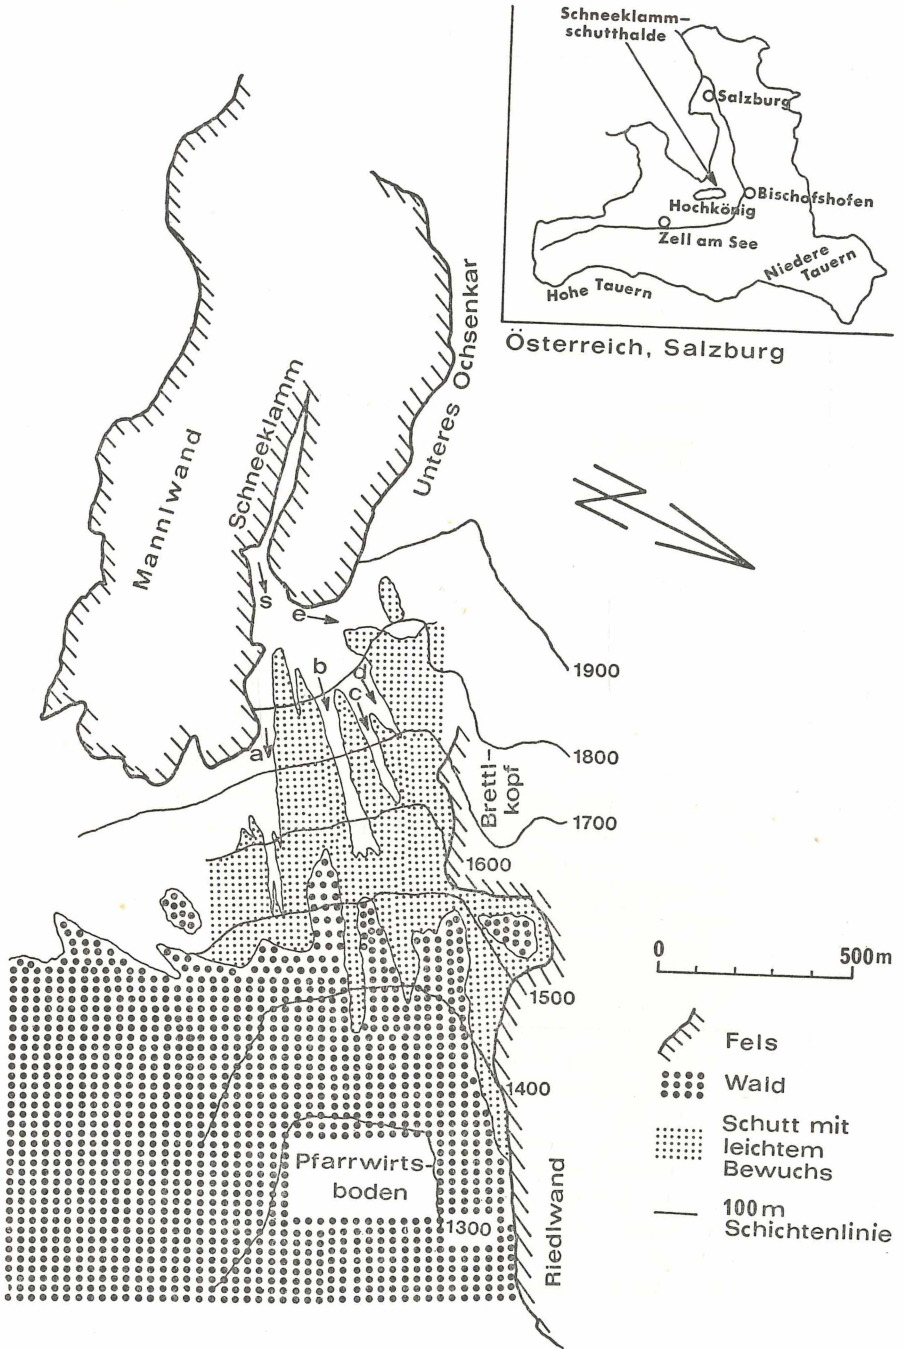 Schneeklamm-
schutthalde
Salzburg
Bischofshofen
Hochkönig
Zell am See
Niedere
Tauern
Hohe Tauern
Österreich, Salzburg
Mannlwand
Schneeklamm
Unteres Ochsenkar
s
e
b
d
c
a
1900
1800
1700
Brettl-
kopf
1600
1500
1400
1300
Pfarrwirts-
boden
Riedlwand
0 500m
Fels
Wald
Schutt mit
leichtem
Bewuchs
100m
Schichtenlinie